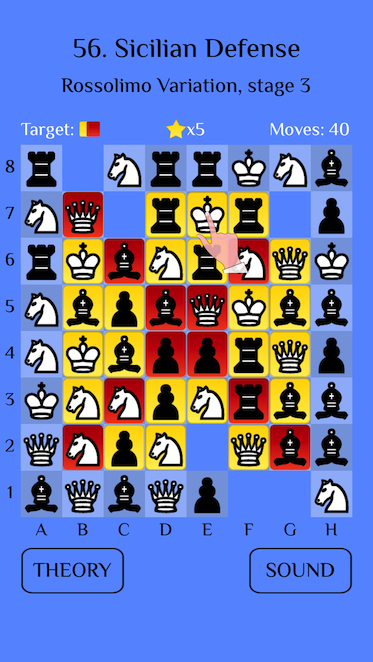 56. Sicilian Defense
Rossolimo Variation, stage 3
Target: x5 Moves: 40
8
7
6
5
4
3
2
1
A B C D E F G H
THEORY SOUND